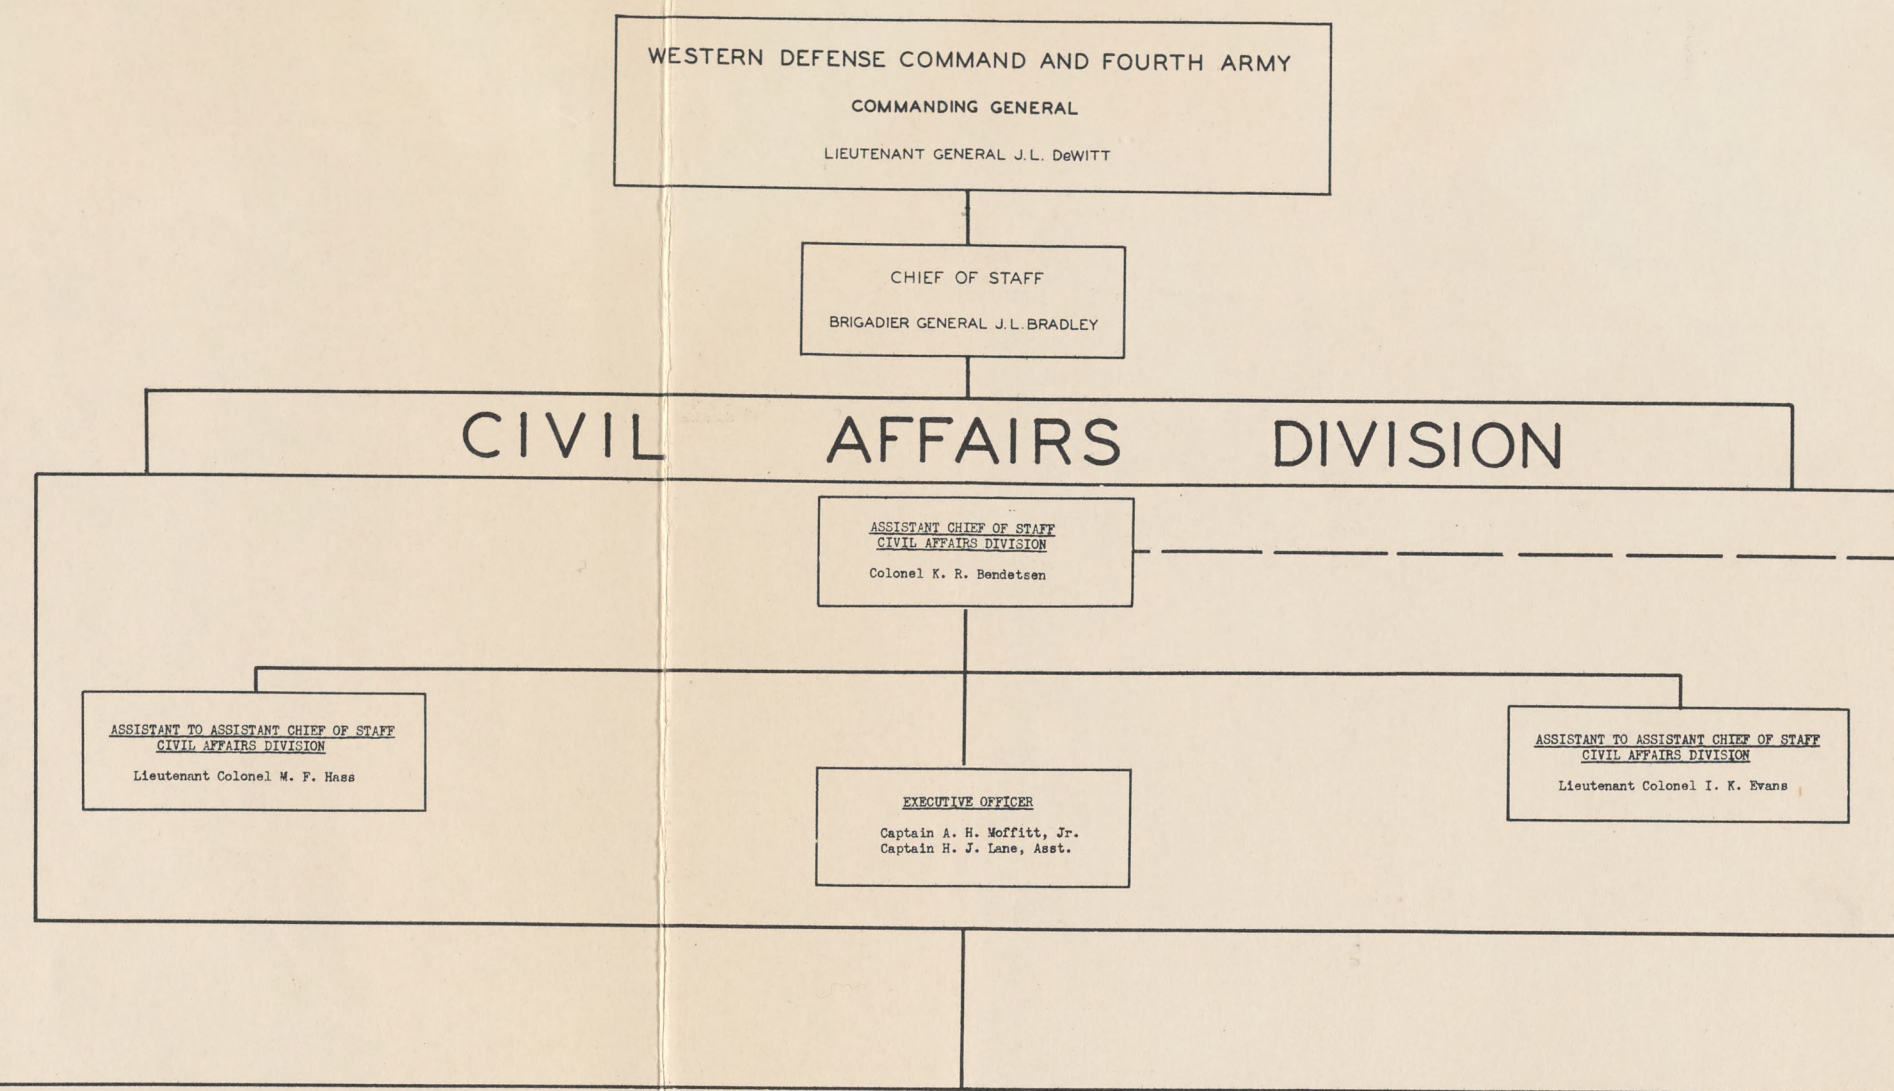 WESTERN DEFENSE COMMAND AND FOURTH ARMY
COMMANDING GENERAL
LIEUTENANT GENERAL J.L. DeWITT
CHIEF OF STAFF
BRIGADIER GENERAL J.L.BRADLEY
CIVIL AFFAIRS DIVISION
ASSISTANT CHIEF OF STAFF
CIVIL AFFAIRS DIVISION
Colonel K. R. Bendetsen
ASSISTANT TO ASSISTANT CHIEF OF STAFF
CIVIL AFFAIRS DIVISION
Lieutenant Colonel M. F. Hass
EXECUTIVE OFFICER
Captain A. H. Moffitt, Jr.
Captain H. J. Lane, Asst.
ASSISTANT TO ASSISTANT CHIEF OF STAFF
CIVIL AFFAIRS DIVISION
Lieutenant Colonel I. K. Evans